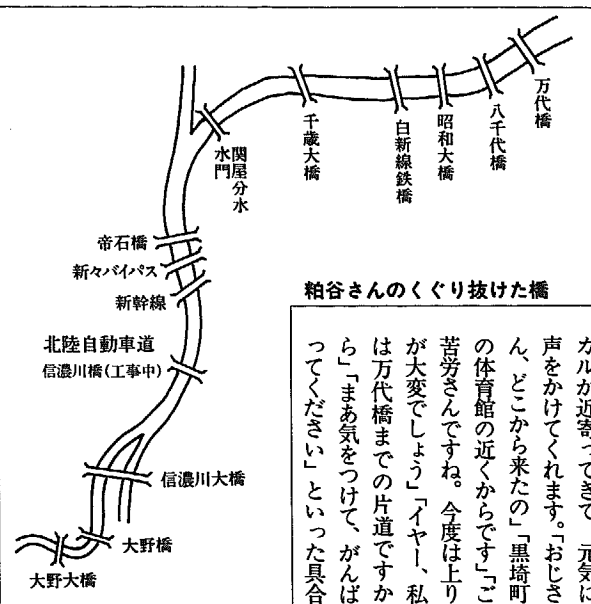 万代橋
八千代橋
昭和大橋
白新線鉄橋
千歳大橋
関屋分水
水門
帝石橋
新々バイパス
新幹線
北陸自動車道
信濃川橋(工事中)
信濃川大橋
大野橋
大野大橋
粕谷さんのくぐり抜けた橋
カルが近寄ってきて、元気に
声をかけてくれます。「おじさ
ん、どこから来たの」「黒埼町
の体育館の近くからです」「ご
苦労さんですね。今度は上り
が大変でしょう」「イヤー、私
は万代橋までの片道ですか
ら」「まあ気をつけて、がんば
ってください」といった具合